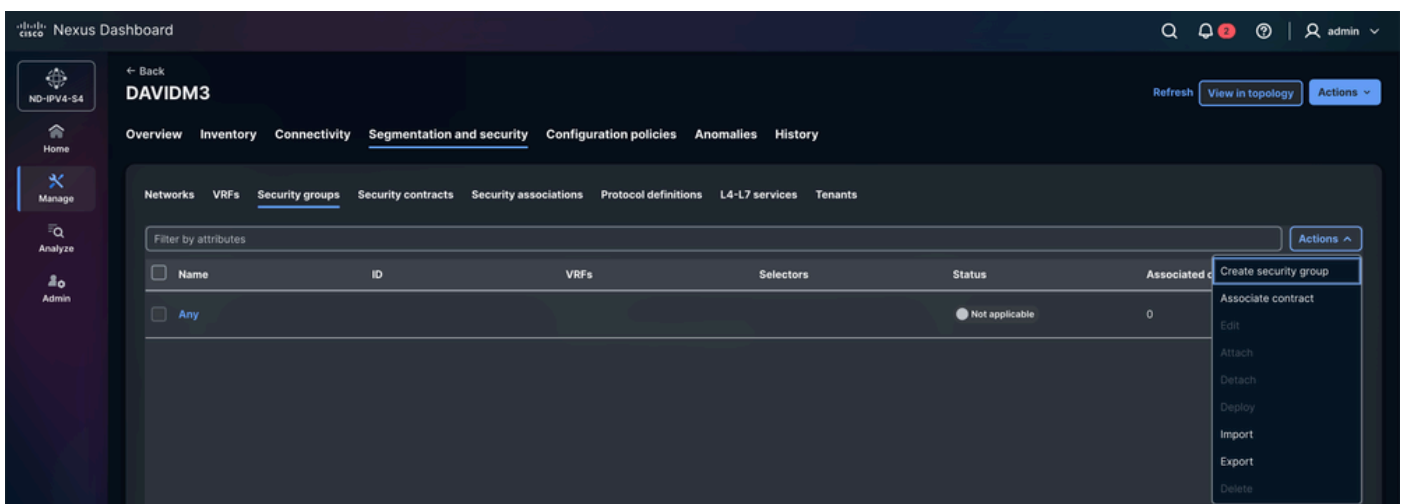 cisco Nexus Dashboard 2 admin
ND-IPV4-S4
Home
Manage
Analyze
Admin
← Back
DAVIDM3
Refresh View in topology Actions
Overview Inventory Connectivity Segmentation and security Configuration policies Anomalies History
Networks VRFs Security groups Security contracts Security associations Protocol definitions L4-L7 services Tenants
Filter by attributes Actions
Name ID VRFs Selectors Status Associated c
Any Not applicable 0
Create security group
Associate contract
Edit
Attach
Detach
Deploy
Import
Export
Delete